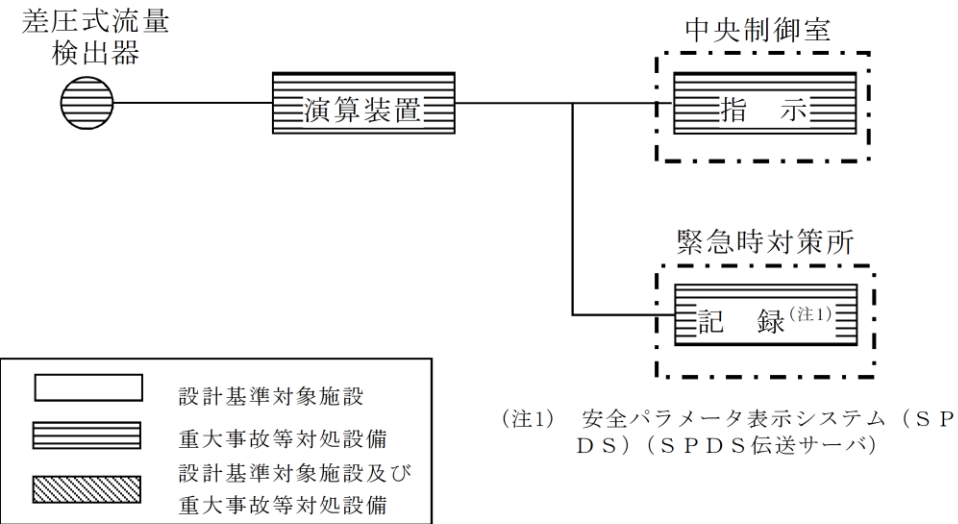 差圧式流量
検出器
演算装置
中央制御室
指　示
緊急時対策所
記　録(注1)
設計基準対象施設
重大事故等対処設備
設計基準対象施設及び
重大事故等対処設備
(注1)　安全パラメータ表示システム（ＳＰ
ＤＳ）（ＳＰＤＳ伝送サーバ）